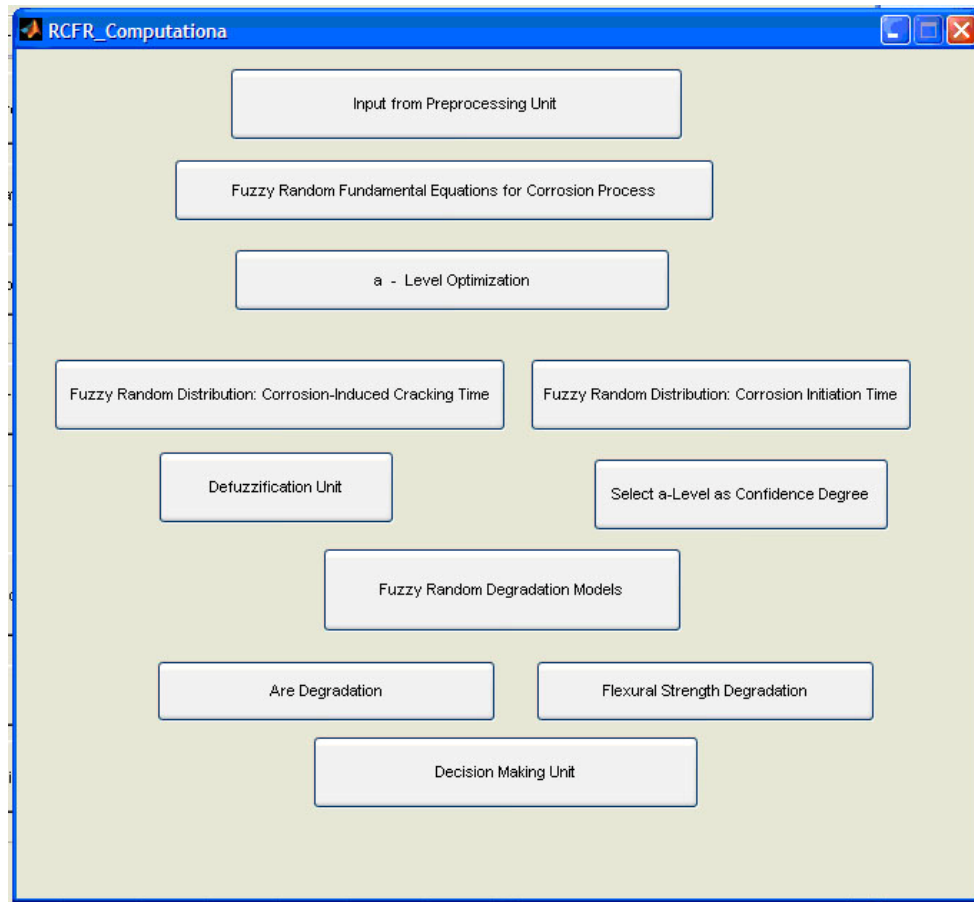 RCFR_Computationa
Input from Preprocessing Unit
Fuzzy Random Fundamental Equations for Corrosion Process
a - Level Optimization
Fuzzy Random Distribution: Corrosion-Induced Cracking Time
Fuzzy Random Distribution: Corrosion Initiation Time
Defuzzification Unit
Select a-Level as Confidence Degree
Fuzzy Random Degradation Models
Are Degradation
Flexural Strength Degradation
Decision Making Unit